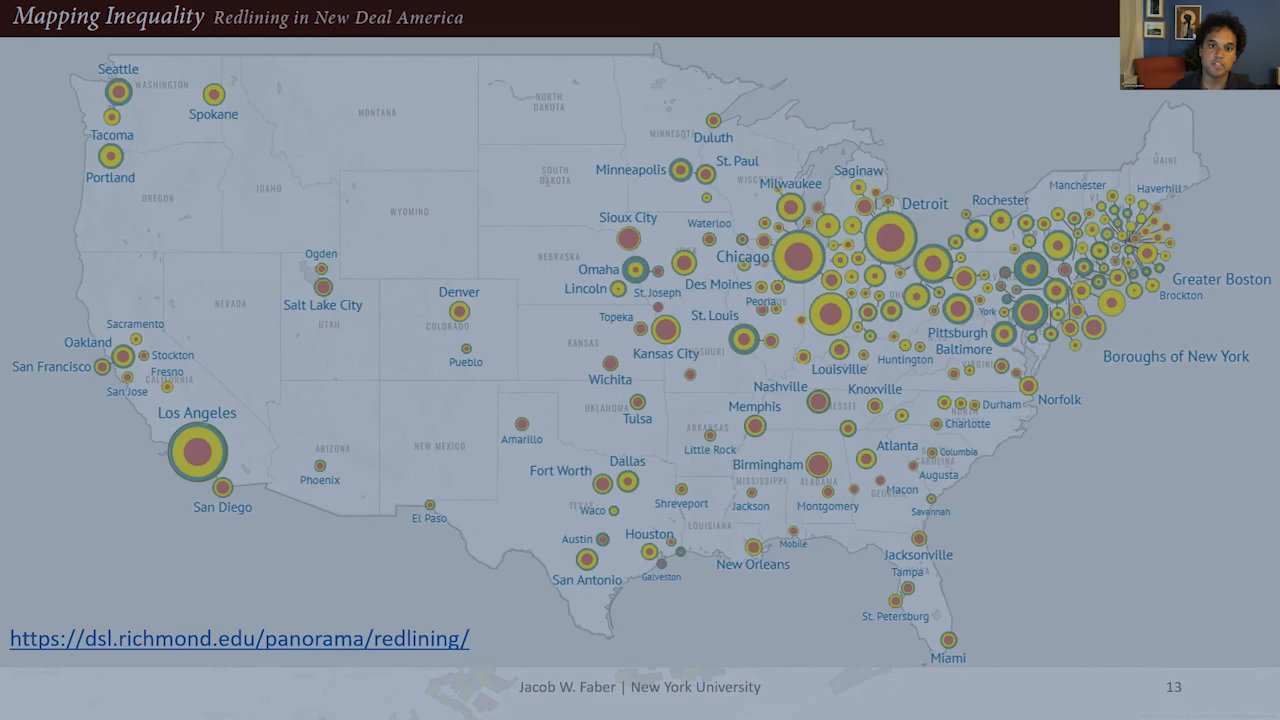 Mapping Inequality Redlining in New Deal America
Seattle
WASHINGTON
Spokane
Tacoma
Portland
OREGON
MONTANA
IDAHO
WYOMING
NORTH
DAKOTA
SOUTH
DAKOTA
Duluth
Minneapolis
St. Paul
Milwaukee
Saginaw
Detroit
Rochester
Manchester
Haverhill
MAINE
VT
Sioux City
Waterloo
NEBRASKA
Omaha
Lincoln
Des Moines
Chicago
Peoria
St. Joseph
Topeka
St. Louis
Kansas City
KANSAS
Wichita
Ogden
Salt Lake City
UTAH
NEVADA
Denver
COLORADO
Pueblo
Sacramento
Oakland
Stockton
San Francisco
Fresno
San Jose
CALIFORNIA
Los Angeles
San Diego
ARIZONA
Phoenix
NEW MEXICO
El Paso
Amarillo
OKLAHOMA
Tulsa
Greater Boston
Brockton
York
Pittsburgh
Baltimore
Boroughs of New York
Huntington
Louisville
Nashville
Knoxville
Norfolk
Durham
NORTH
Charlotte
Memphis
ARKANSAS
Little Rock
Birmingham
Atlanta
Columbia
Augusta
Macon
Savannah
MISSISSIPPI
ALABAMA
Jackson
Montgomery
Fort Worth
Dallas
Waco
Shreveport
LOUISIANA
Austin
Houston
San Antonio
Galveston
New Orleans
Mobile
Jacksonville
Tampa
St. Petersburg
Miami
https://dsl.richmond.edu/panorama/redlining/
Jacob W. Faber | New York University
13